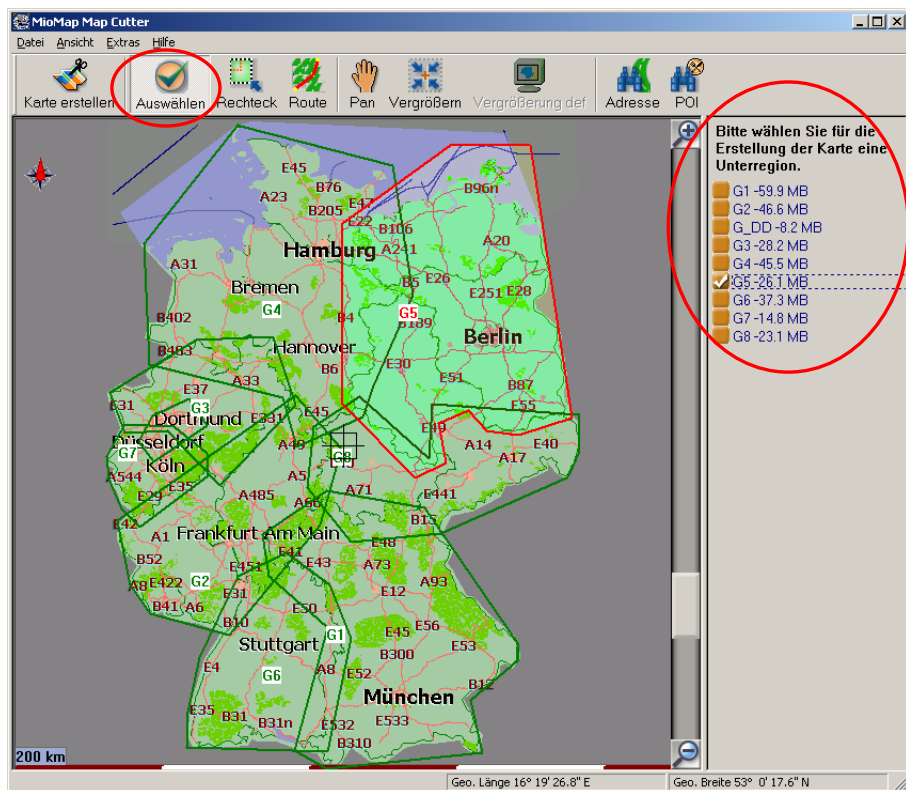 MioMap Map Cutter
Datei Ansicht Extras Hilfe
Karte erstellen Auswählen Rechteck Route Pan Vergrößern Vergrößerung def Adresse POI
Bitte wählen Sie für die
Erstellung der Karte eine
Unterregion.
G1 -59.9 MB
G2 -46.6 MB
G_DD -8.2 MB
G3 -28.2 MB
G4 -45.5 MB
G5 -26.1 MB
G6 -37.3 MB
G7 -14.8 MB
G8 -23.1 MB
E45
A23 B76
B205 E47
E22
B96n
B106
Hamburg A241
A20
A31
B5 E26
Bremen
E251 E28
G4
G5
B402
B4
B189
Berlin
Hannover
B403
B6
E30
A33
E51
E37
B87
E31
G3
E55
Dortmund E331
E45
E49
Düsseldorf
A49
A14 E40
G7
G8
A17
Köln
A544
A5
E35
A71
E29
A485
E441
A66
E42
B15
A1
Frankfurt Am Main
E48
E41
B52
E451
E43
A73
A93
A8 E422
G2
E31
E12
B41 A6
E50
B10
E56
G1
E45
Stuttgart
E53
B300
E4
G6
A8
E52
B12
München
E35
B31
B31n
E532
E533
B310
200 km
Geo. Länge 16° 19' 26.8" E
Geo. Breite 53° 0' 17.6" N